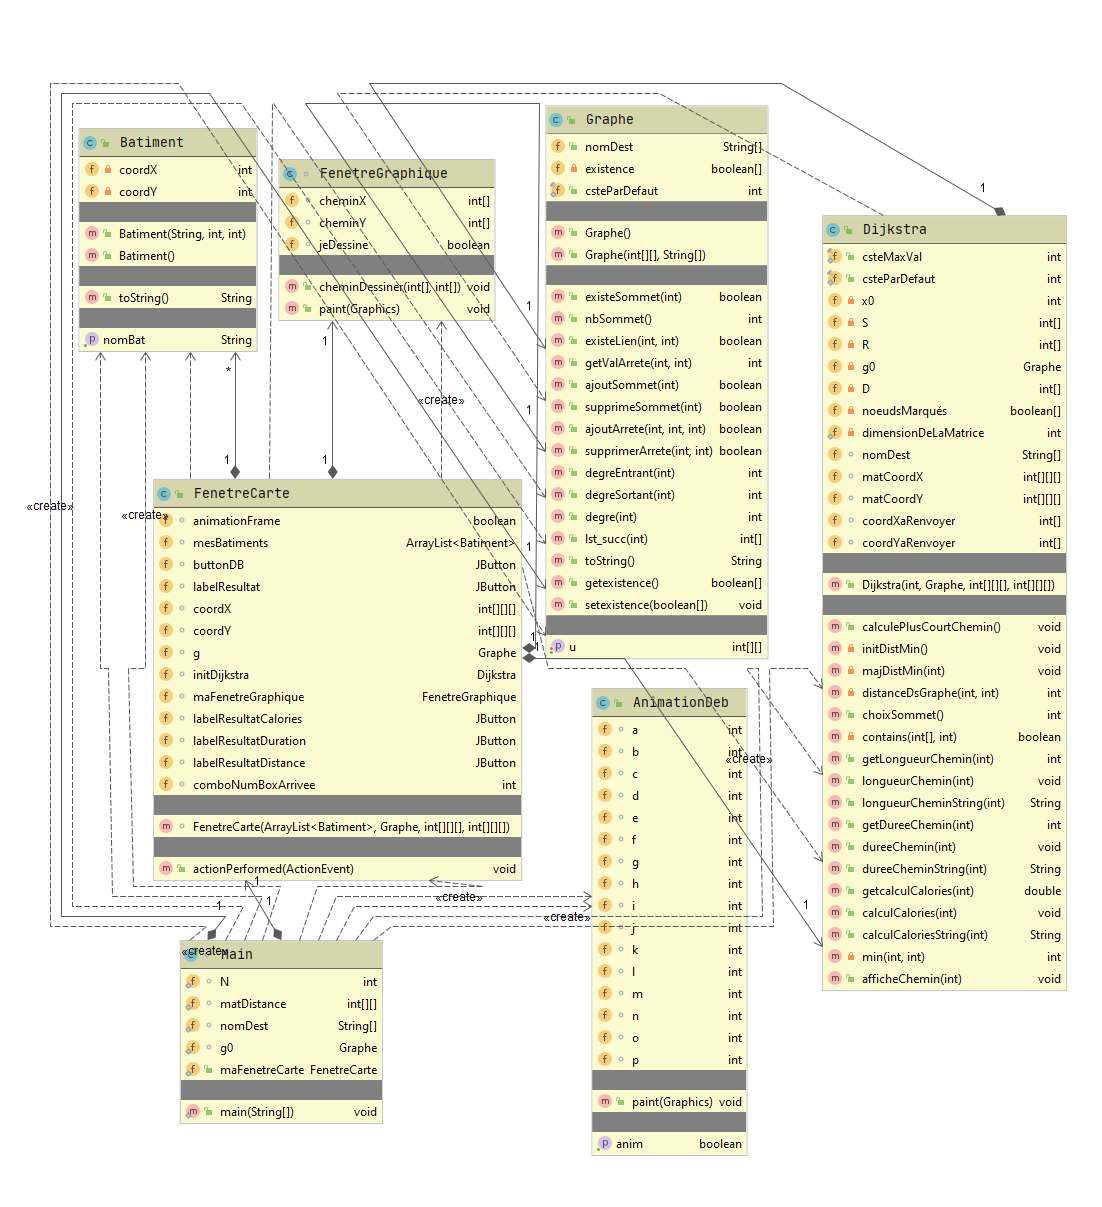 Batiment
coordX int
coordY int
Batiment(String, int, int)
Batiment()
toString() String
nomBat String
FenetreGraphique
cheminX int[]
cheminY int[]
jeDessine boolean
cheminDessiner(int[], int[]) void
paint(Graphics) void
Graphe
nomDest String[]
existence boolean[]
csteParDefaut int
Graphe()
Graphe(int[][], String[])
existeSommet(int) boolean
nbSommet() int
existeLien(int, int) boolean
getValArrete(int, int) int
ajoutSommet(int) boolean
supprimeSommet(int) boolean
ajoutArrete(int, int, int) boolean
supprimerArrete(int, int) boolean
degreEntrant(int) int
degreSortant(int) int
degre(int) int
lst_succ(int) int[]
toString() String
getexistence() boolean[]
setexistence(boolean[]) void
u int[][]
Dijkstra
csteMaxVal int
csteParDefaut int
x0 int
S int[]
R int[]
g0 Graphe
D int[]
noeudsMarqués boolean[]
dimensionDeLaMatrice int
nomDest String[]
matCoordX int[][][]
matCoordY int[][][]
coordXaRenvoyer int[]
coordYaRenvoyer int[]
Dijkstra(int, Graphe, int[][][], int[][][])
calculePlusCourtChemin() void
initDistMin() void
majDistMin(int) void
distanceDsGraphe(int, int) int
choixSommet() int
contains(int[], int) boolean
getLongueurChemin(int) int
longueurChemin(int) void
longueurCheminString(int) String
getDureeChemin(int) int
dureeChemin(int) void
dureeCheminString(int) String
getcalculCalories(int) double
calculCalories(int) void
calculCaloriesString(int) String
min(int, int) int
afficheChemin(int) void
FenetreCarte
animationFrame boolean
mesBatiments ArrayList<Batiment>
buttonDB JButton
labelResultat JButton
coordX int[][][]
coordY int[][][]
g Graphe
initDijkstra Dijkstra
maFenetreGraphique FenetreGraphique
labelResultatCalories JButton
labelResultatDuration JButton
labelResultatDistance JButton
comboNumBoxArrivee int
FenetreCarte(ArrayList<Batiment>, Graphe, int[][][], int[][][])
actionPerformed(ActionEvent) void
AnimationDeb
a int
b int
c int
d int
e int
f int
g int
h int
i int
j int
k int
l int
m int
n int
o int
p int
paint(Graphics) void
anim boolean
Main
N int
matDistance int[][]
nomDest String[]
g0 Graphe
maFenetreCarte FenetreCarte
main(String[]) void
«create»
«create»
«create»
«create»
«create»
«create»
«create»
1
1
1
1
1
1
1
1
1
1
1
1
1
*